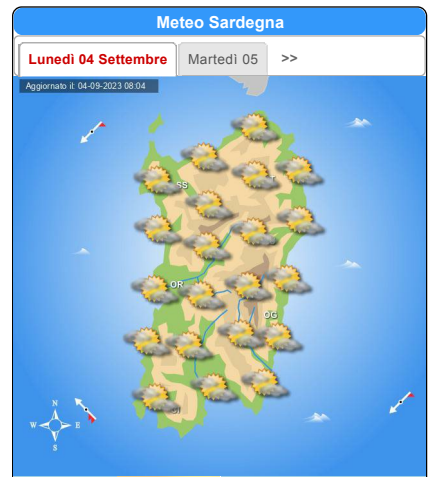 Meteo Sardegna
Lunedì 04 Settembre Martedì 05 >>
Aggiornato il: 04-09-2023 08:04
SS
OR
OG
N
W E
S